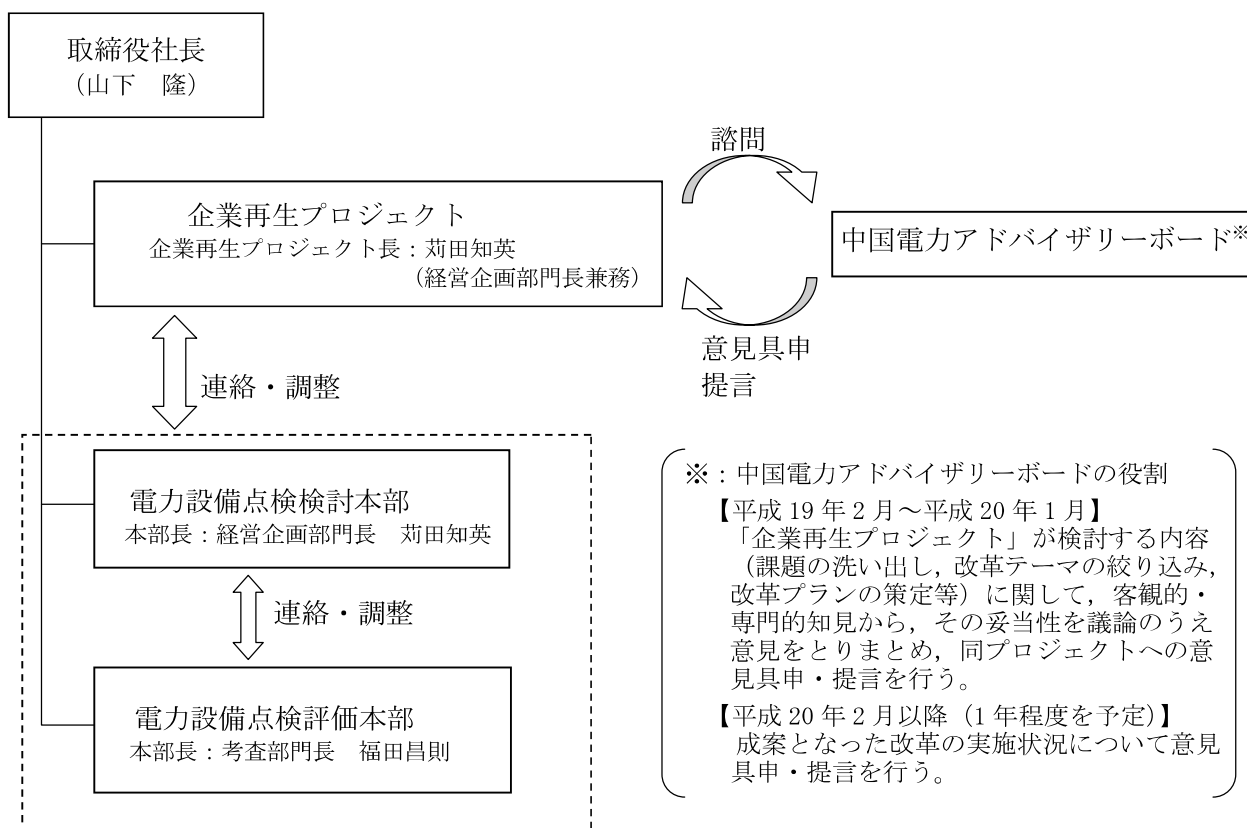 取締役社長
（山下　隆）
諮問
企業再生プロジェクト
企業再生プロジェクト長：苅田知英
（経営企画部門長兼務）
中国電力アドバイザリーボード※
意見具申
提言
連絡・調整
電力設備点検検討本部
本部長：経営企画部門長　苅田知英
連絡・調整
電力設備点検評価本部
本部長：考査部門長　福田昌則
※：中国電力アドバイザリーボードの役割
【平成 19 年 2 月～平成 20 年 1 月】
「企業再生プロジェクト」が検討する内容
（課題の洗い出し，改革テーマの絞り込み，
改革プランの策定等）に関して，客観的・
専門的知見から，その妥当性を議論のうえ
意見をとりまとめ，同プロジェクトへの意
見具申・提言を行う。
【平成 20 年 2 月以降（1 年程度を予定）】
成案となった改革の実施状況について意見
具申・提言を行う。